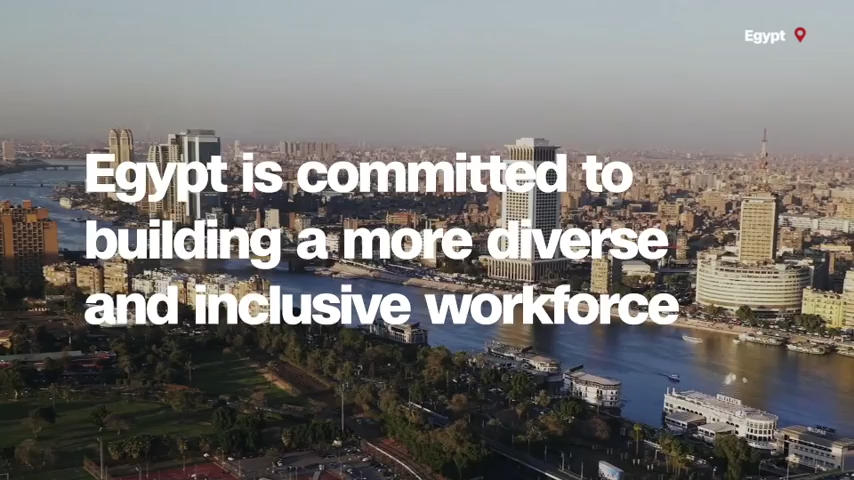 Egypt
Egypt is committed to
building a more diverse
and inclusive workforce